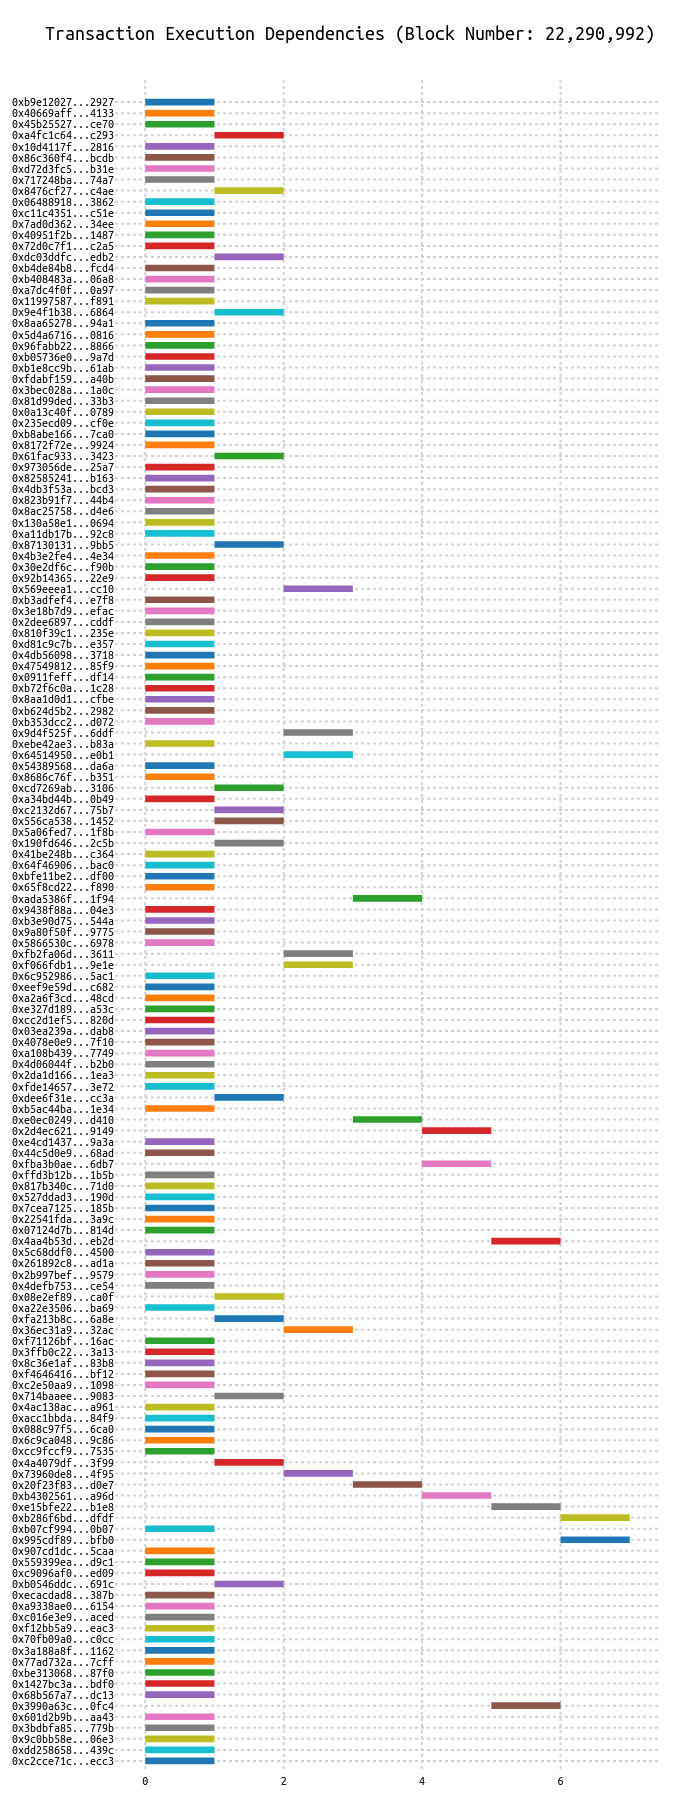 Transaction Execution Dependencies (Block Number: 22,290,992)
0xb9e12027...2927
0x40669aff...4133
0x45b25527...ce70
0xa4fc1c64...c293
0x10d4117f...2816
0x86c360f4...bcdb
0xd72d3fc5...b31e
0x717248ba...74a7
0x8476cf27...c4ae
0x06488918...3862
0xc11c4351...c51e
0x7ad0d362...34ee
0x40951f2b...1487
0x72d0c7f1...c2a5
0xdc03ddfc...edb2
0xb4de84b8...fcd4
0xb408483a...06a8
0xa7dc4f0f...0a97
0x11997587...f891
0x9e4f1b38...6864
0x8aa65278...94a1
0x5d4a6716...0816
0x96fabb22...8866
0xb05736e0...9a7d
0xb1e8cc9b...61ab
0xfdabf159...a40b
0x3bec028a...1a0c
0x81d99ded...33b3
0x0a13c40f...0789
0x235ecd09...cf0e
0xb8abe166...7ca0
0x8172f72e...9924
0x61fac933...3423
0x973056de...25a7
0x82585241...b163
0x4db3f53a...bcd3
0x823b91f7...44b4
0x8ac25758...d4e6
0x130a58e1...0694
0xa11db17b...92c8
0x87130131...9bb5
0x4b3e2fe4...4e34
0x30e2df6c...f90b
0x92b14365...22e9
0x569eeea1...cc10
0xb3adfef4...e7f8
0x3e18b7d9...efac
0x2dee6897...cddf
0x810f39c1...235e
0xd81c9c7b...e357
0x4db56098...3718
0x47549812...85f9
0x0911feff...df14
0xb72f6c0a...1c28
0x8aa1d0d1...cfbe
0xb624d5b2...2982
0xb353dcc2...d072
0x9d4f525f...6ddf
0xebe42ae3...b83a
0x64514950...e0b1
0x54389568...da6a
0x8686c76f...b351
0xcd7269ab...3106
0xa34bd44b...0b49
0xc2132d67...75b7
0x556ca538...1452
0x5a06fed7...1f8b
0x190fd646...2c5b
0x41be248b...c364
0x64f46906...bac0
0xbfe11be2...df00
0x65f8cd22...f890
0xada5386f...1f94
0x9438f88a...04e3
0xb3e90d75...544a
0x9a80f50f...9775
0x5866530c...6978
0xfb2fa06d...3611
0xf066fdb1...9e1e
0x6c952986...5ac1
0xeef9e59d...c682
0xa2a6f3cd...48cd
0xe327d189...a53c
0xcc2d1ef5...820d
0x03ea239a...dab8
0x4078e0e9...7f10
0xa108b439...7749
0x4d06044f...b2b0
0x2da1d166...1ea3
0xfde14657...3e72
0xdee6f31e...cc3a
0xb5ac44ba...1e34
0xe0ec0249...d410
0x2d4ec621...9149
0xe4cd1437...9a3a
0x44c5d0e9...68ad
0xfba3b0ae...6db7
0xffd3b12b...1b5b
0x817b340c...71d0
0x527ddad3...190d
0x7cea7125...185b
0x22541fda...3a9c
0x07124d7b...814d
0x4aa4b53d...eb2d
0x5c68ddf0...4500
0x261892c8...ad1a
0x2b997bef...9579
0x4defb753...ce54
0x08e2ef89...ca0f
0xa22e3506...ba69
0xfa213b8c...6a8e
0x36ec31a9...32ac
0xf71126bf...16ac
0x3ffb0c22...3a13
0x8c36e1af...83b8
0xf4646416...bf12
0xc2e50aa9...1098
0x714baaee...9083
0x4ac138ac...a961
0xacc1bbda...84f9
0x088c97f5...6ca0
0x6c9ca048...9c86
0xcc9fccf9...7535
0x4a4079df...3f99
0x73960de8...4f95
0x20f23f83...d0e7
0xb4302561...a96d
0xe15bfe22...b1e8
0xb286f6bd...dfdf
0xb07cf994...0b07
0x995cdf89...bfb0
0x907cd1dc...5caa
0x559399ea...d9c1
0xc9096af0...ed09
0xb0546ddc...691c
0xecacdad8...387b
0xa9338ae0...6154
0xc016e3e9...aced
0xf12bb5a9...eac3
0x70fb09a0...c0cc
0x3a188a8f...1162
0x77ad732a...7cff
0xbe313068...87f0
0x1427bc3a...bdf0
0x68b567a7...dc13
0x3990a63c...0fc4
0x601d2b9b...aa43
0x3bdbfa85...779b
0x9c0bb58e...06e3
0xdd258658...439c
0xc2cce71c...ecc3
0 2 4 6